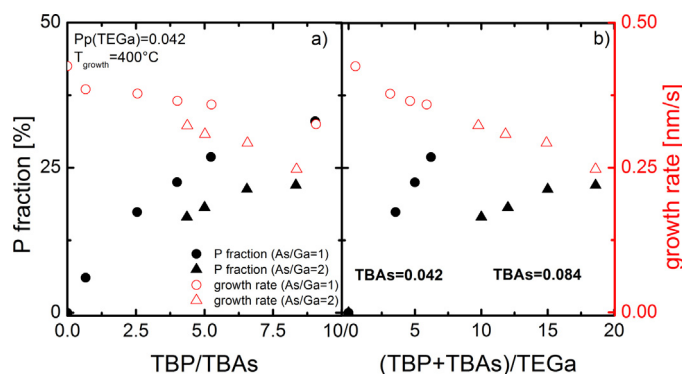 Pp(TEGa)=0.042
a)
b)
Tgrowth=400°C
50
25
0
P fraction [%]
P fraction (As/Ga=1)
P fraction (As/Ga=2)
growth rate (As/Ga=1)
growth rate (As/Ga=2)
TBAs=0.042
TBAs=0.084
0.50
0.25
0.00
growth rate [nm/s]
0.0 2.5 5.0 7.5 10/0 5 10 15 20
TBP/TBAs
(TBP+TBAs)/TEGa